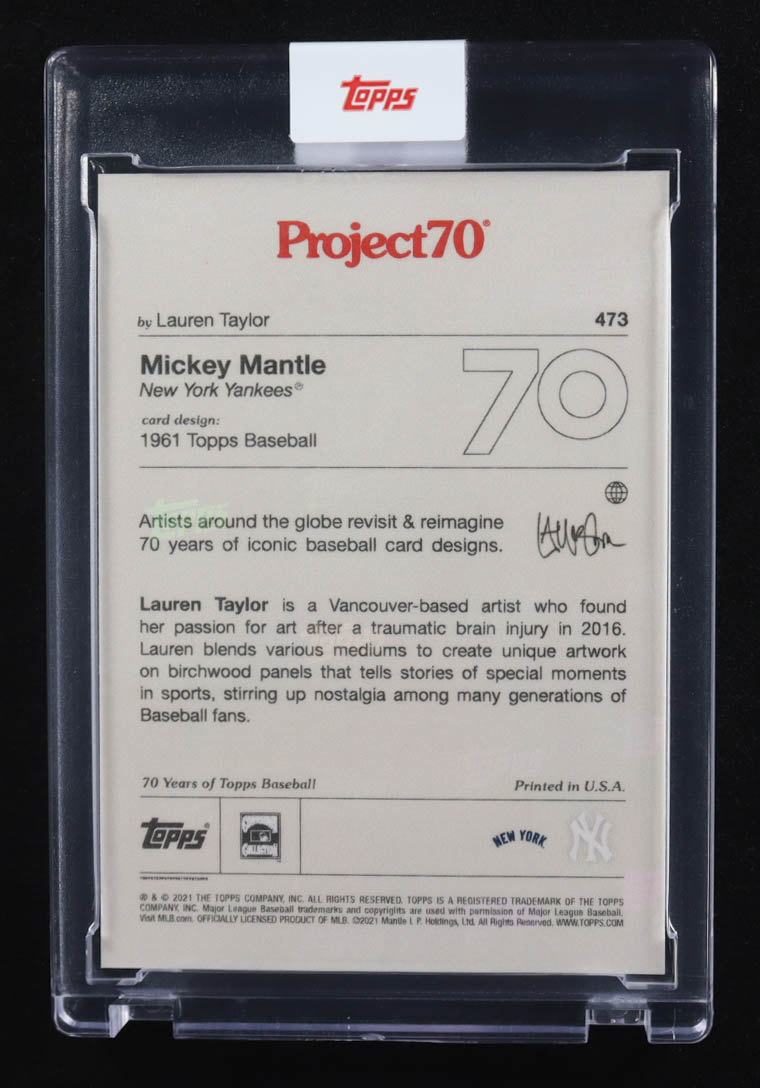 Topps
Project70®
by Lauren Taylor
473
Mickey Mantle
New York Yankees®
card design:
1961 Topps Baseball
70
Artists around the globe revisit & reimagine
70 years of iconic baseball card designs.
Lauren Taylor is a Vancouver-based artist who found
her passion for art after a traumatic brain injury in 2016.
Lauren blends various mediums to create unique artwork
on birchwood panels that tells stories of special moments
in sports, stirring up nostalgia among many generations of
Baseball fans.
70 Years of Topps Baseball
Printed in U.S.A.
Topps®
NEW YORK
NY
® & © 2021 THE TOPPS COMPANY, INC. ALL RIGHTS RESERVED. TOPPS IS A REGISTERED TRADEMARK OF THE TOPPS
COMPANY, INC. Major League Baseball trademarks and copyrights are used with permission of Major League Baseball.
Visit MLB.com. OFFICIALLY LICENSED PRODUCT OF MLB. ©2021 Mantle I. P. Holdings, Ltd. All Rights Reserved. WWW.TOPPS.COM